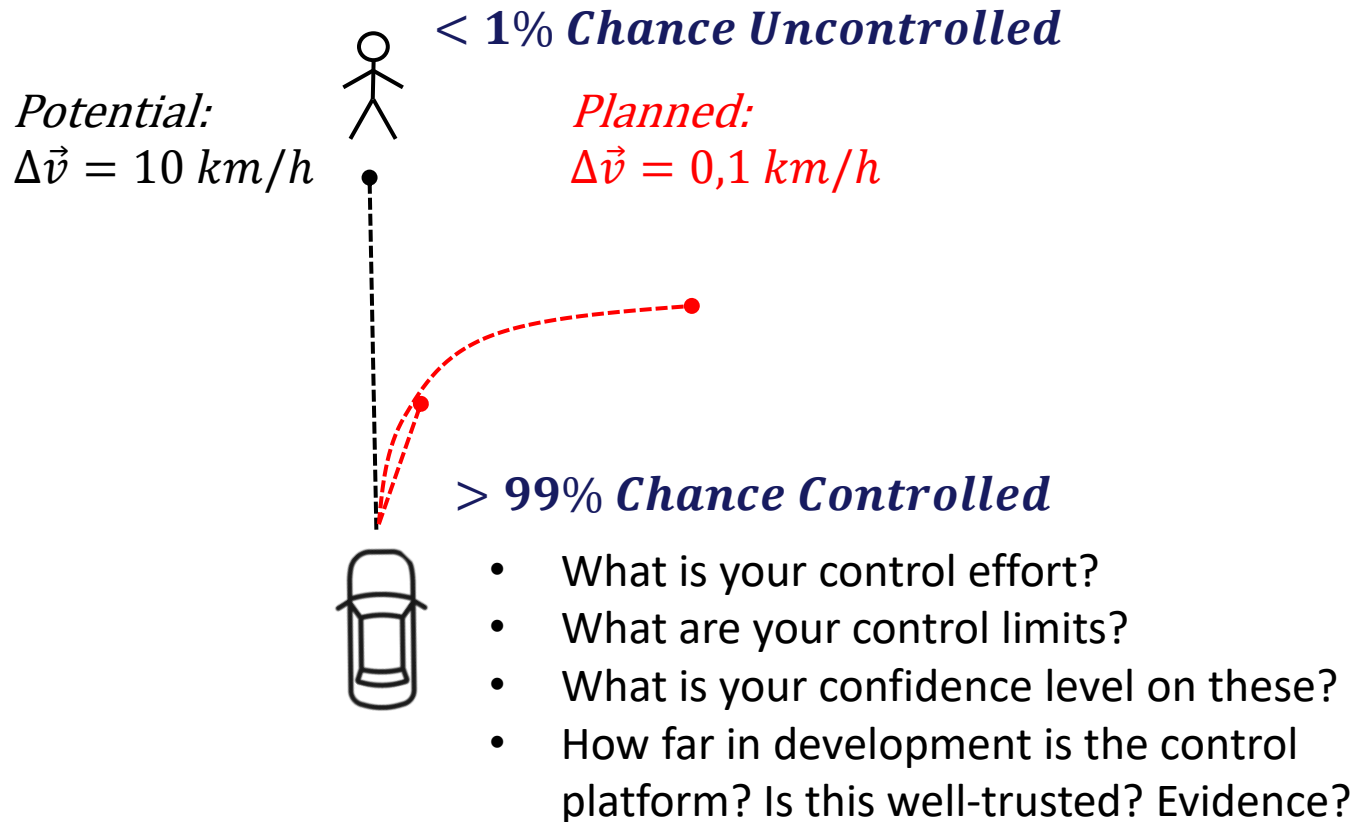 < 1% Chance Uncontrolled
Potential:
Δv⃗ = 10 km/h
Planned:
Δv⃗ = 0,1 km/h
> 99% Chance Controlled
• What is your control effort?
• What are your control limits?
• What is your confidence level on these?
• How far in development is the control
platform? Is this well-trusted? Evidence?